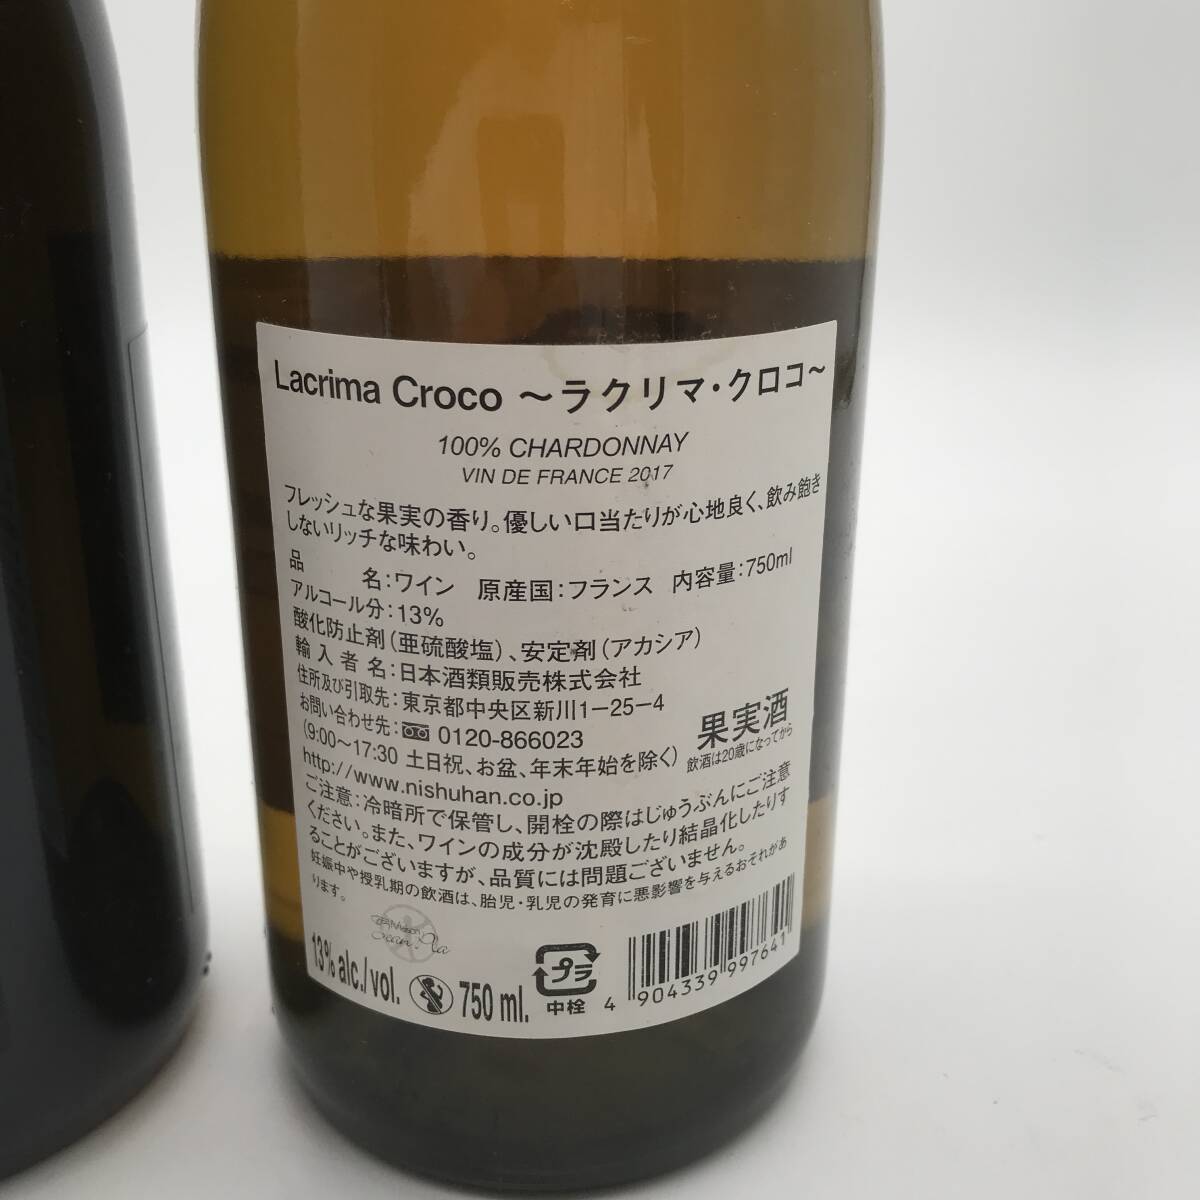 Lacrima Croco ～ラクリマ・クロコ～
100% CHARDONNAY
VIN DE FRANCE 2017
フレッシュな果実の香り。優しい口当たりが心地良く、飲み飽き
しないリッチな味わい。
品名：ワイン 原産国：フランス 内容量：750ml
アルコール分：13%
酸化防止剤（亜硫酸塩）、安定剤（アカシア）
輸入者名：日本酒類販売株式会社
住所及び引取先：東京都中央区新川1－25－4
お問い合わせ先： 0120-866023
(9:00～17:30 土日祝、お盆、年末年始を除く)
果実酒
飲酒は20歳になってから
http://www.nishuhan.co.jp
ご注意：冷暗所で保管し、開栓の際はじゅうぶんにご注意
ください。また、ワインの成分が沈殿したり結晶化したりす
ることがございますが、品質には問題ございません。
妊娠中や授乳期の飲酒は、胎児・乳児の発育に悪影響を与えるおそれがあ
ります。
13% alc./vol.
750 ml.
プラ
中栓
4 904339 997641